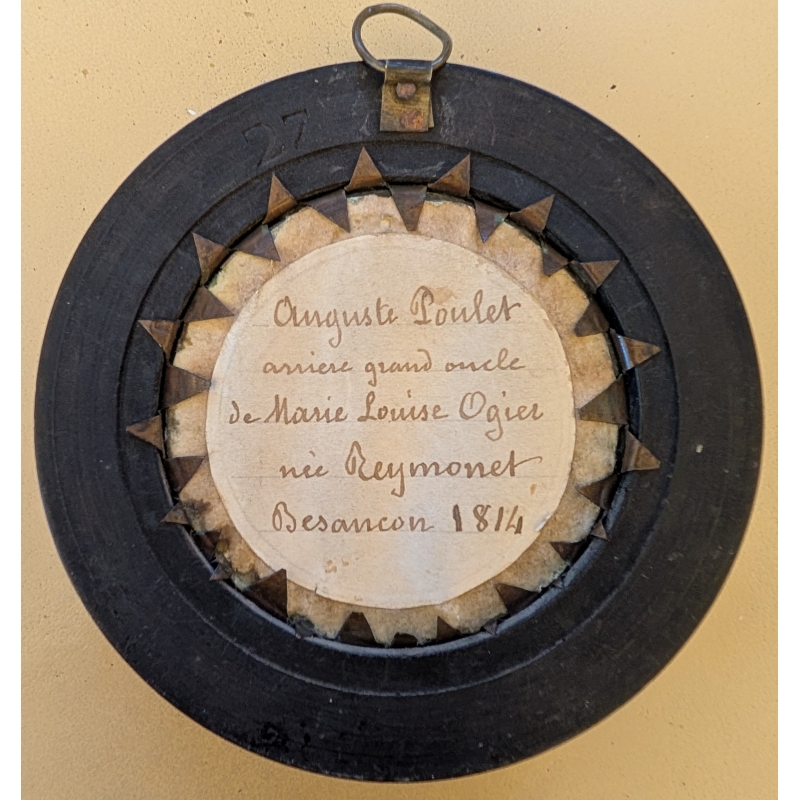 27
Auguste Poulet
arriere grand oncle
de Marie Louise Ogier
née Reymonet
Besancon 1814